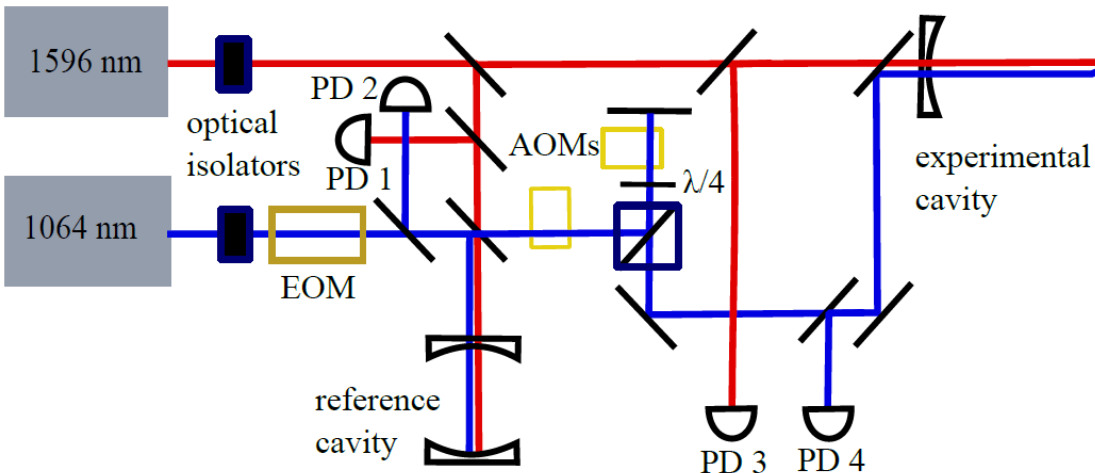 1596 nm
PD 2
optical
isolators
PD 1
AOMs
λ/4
experimental
cavity
1064 nm
EOM
reference
cavity
PD 3
PD 4